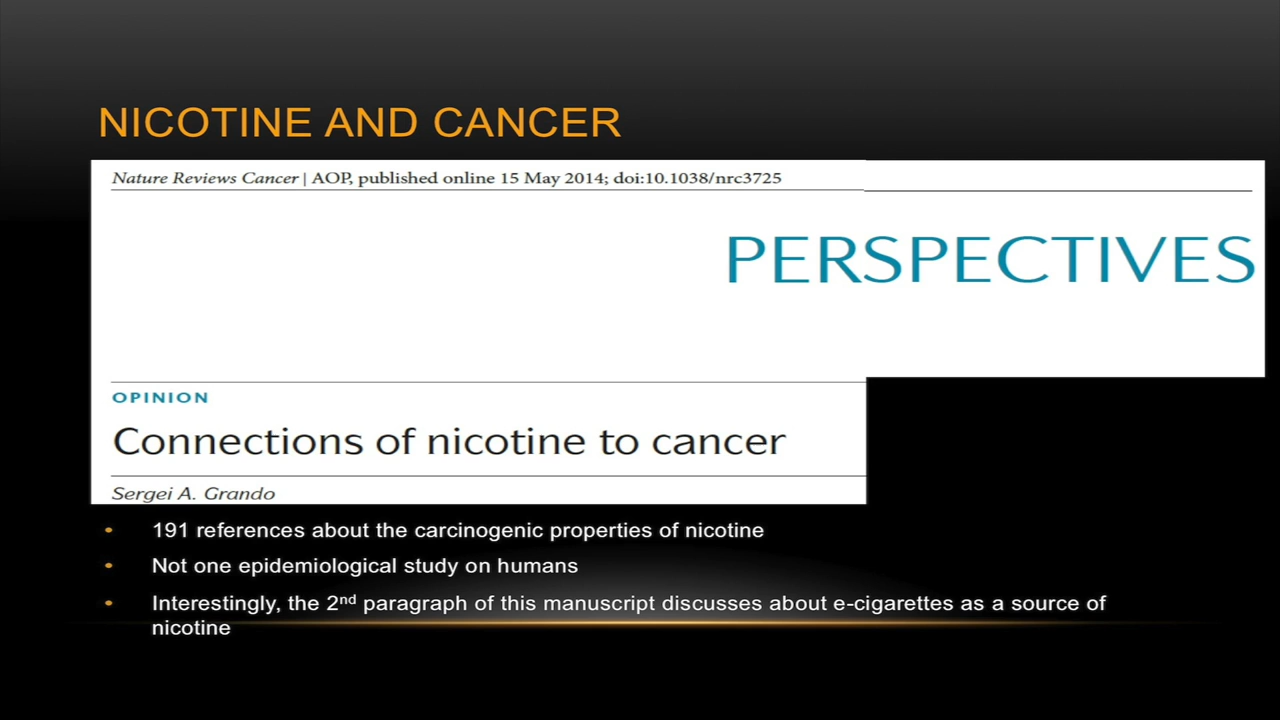 NICOTINE AND CANCER
Nature Reviews Cancer | AOP, published online 15 May 2014; doi:10.1038/nrc3725
PERSPECTIVES
OPINION
Connections of nicotine to cancer
Sergei A. Grando
• 191 references about the carcinogenic properties of nicotine
• Not one epidemiological study on humans
• Interestingly, the 2nd paragraph of this manuscript discusses about e-cigarettes as a source of
nicotine